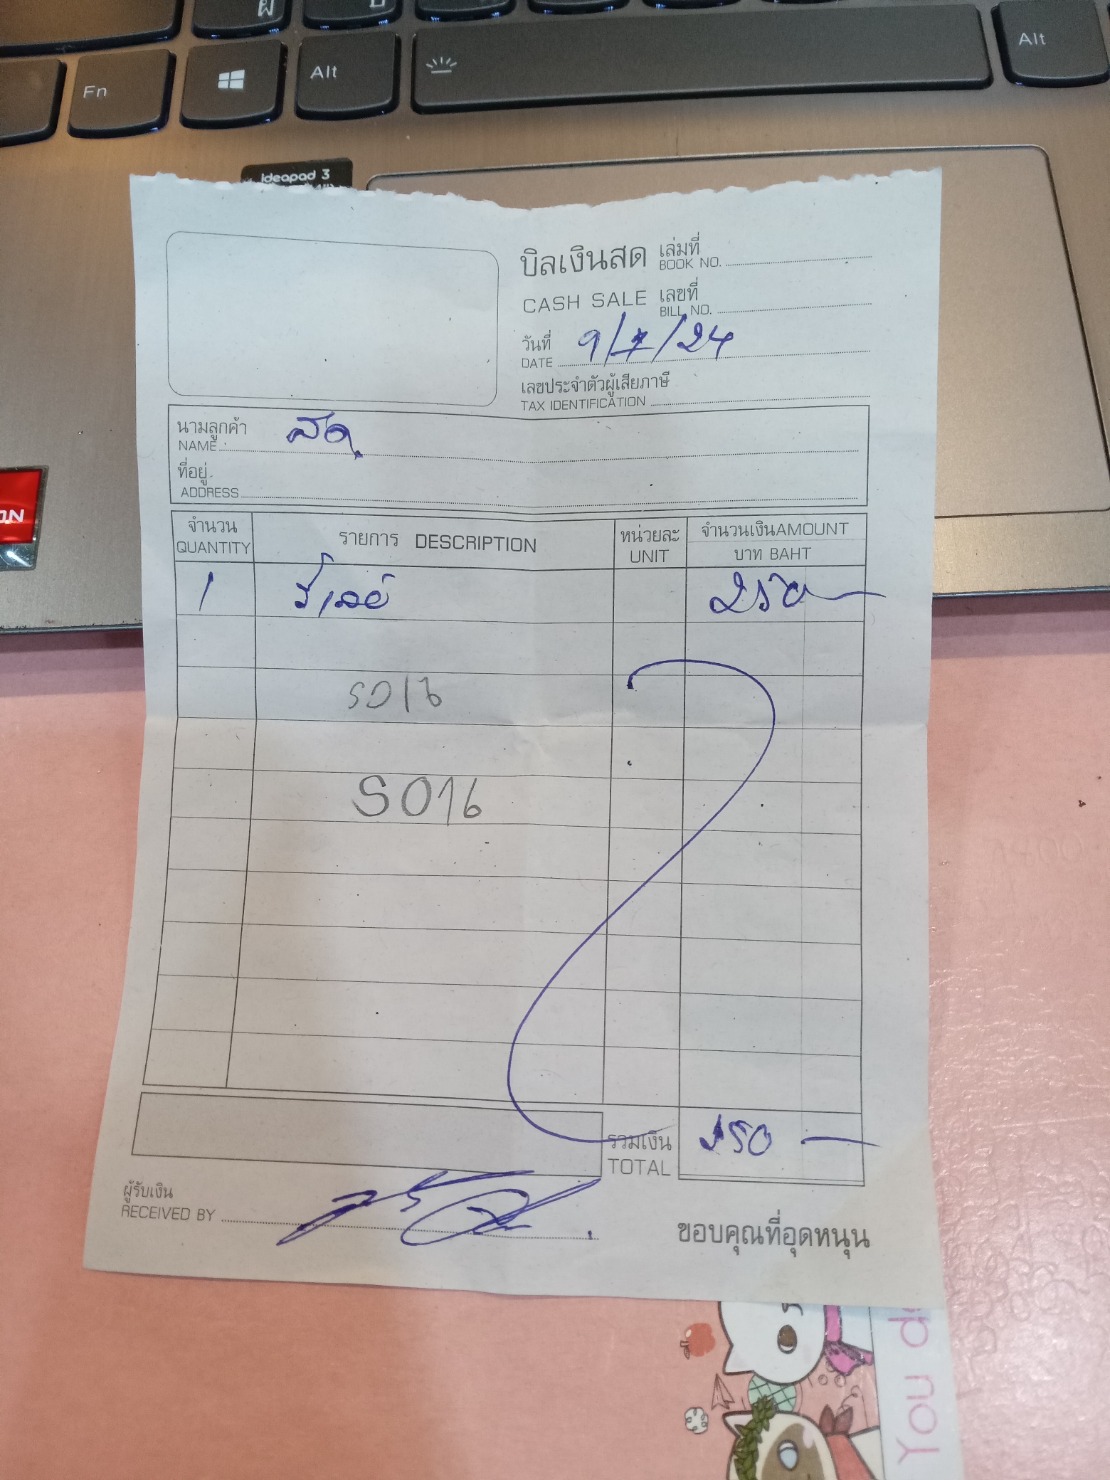 Fn
Alt
Alt
Ideapad 3
บิลเงินสด เล่มที่
BOOK NO.
CASH SALE เลขที่
BILL NO.
วันที่
DATE 9/7/24
เลขประจำตัวผู้เสียภาษี
TAX IDENTIFICATION
นามลูกค้า
NAME สด
ที่อยู่
ADDRESS
จำนวน รายการ DESCRIPTION หน่วยละ จำนวนเงินAMOUNT
QUANTITY UNIT บาท BAHT
1 รีเลย์ 250
SO16
SO16
รวมเงิน
TOTAL 250
ผู้รับเงิน
RECEIVED BY
ขอบคุณที่อุดหนุน
You d